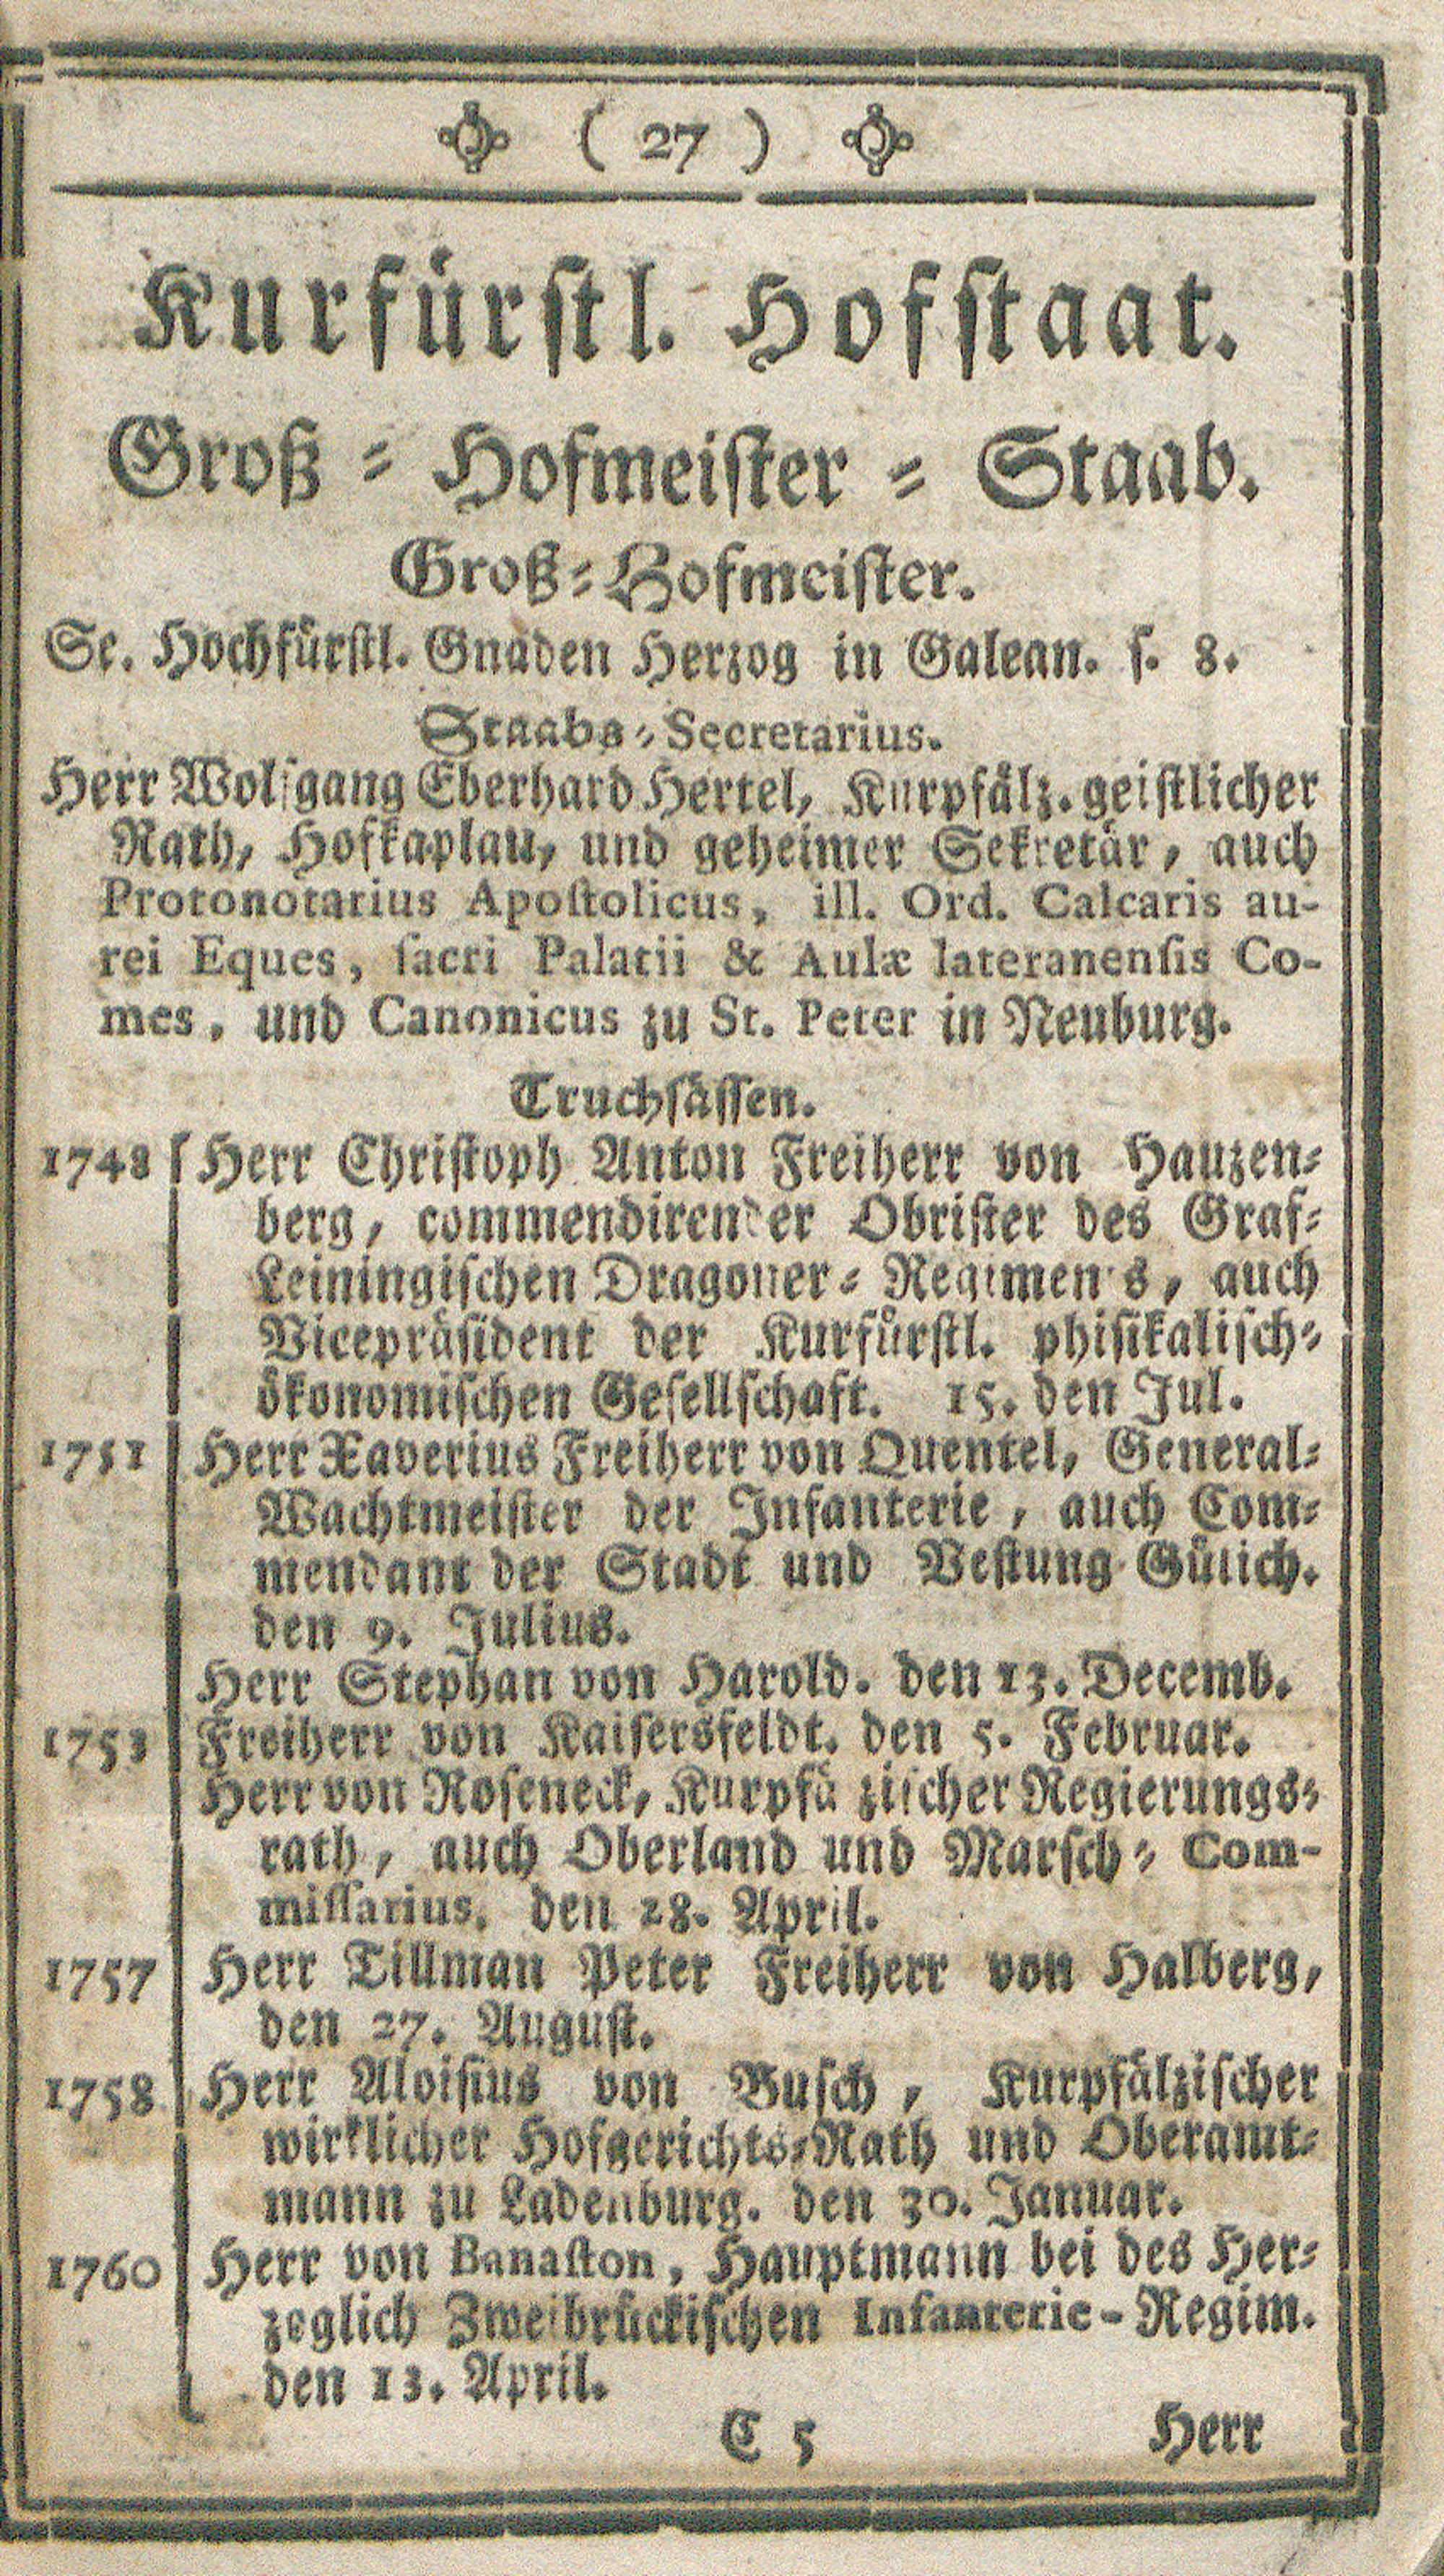 ( 27 )
Kurfürstl. Hofstaat.
Groß-Hofmeister-Staab.
Groß-Hofmeister.
Se. Hochfürstl. Gnaden Herzog in Galean. s. 8.
Staabs-Secretarius.
Herr Wolfgang Eberhard Hertel, Kurpfälz. geistlicher
Rath, Hofkaplan, und geheimer Sekretär, auch
Protonotarius Apostolicus, ill. Ord. Calcaris au-
rei Eques, sacri Palatii & Aulæ lateranensis Co-
mes, und Canonicus zu St. Peter in Neuburg.
Truchsässen.
1748 Herr Christoph Anton Freiherr von Hauzen-
berg, commendirender Obrister des Graf-
Leiningischen Dragoner-Regimen's, auch
Vicepräsident der Kurfürstl. phisikalisch-
ökonomischen Gesellschaft. 15. den Jul.
1751 Herr Xaverius Freiherr von Quentel, General-
Wachtmeister der Infanterie, auch Com-
mendant der Stadt und Vestung Gülich.
den 9. Julius.
Herr Stephan von Harold. den 13. Decemb.
1753 Freiherr von Kaisersfeldt. den 5. Februar.
Herr von Roseneck, Kurpfä zischer Regierungs-
rath, auch Oberland und Marsch-Com-
missarius. den 28. April.
1757 Herr Tillman Peter Freiherr von Halberg,
den 27. August.
1758 Herr Aloisius von Busch, Kurpfälzischer
wirklicher Hofgerichts-Rath und Oberamt-
mann zu Ladenburg. den 30. Januar.
1760 Herr von Banaston, Hauptmann bei des Her-
zoglich Zweibrückischen Infanterie-Regim.
den 13. April.
C 5 Herr